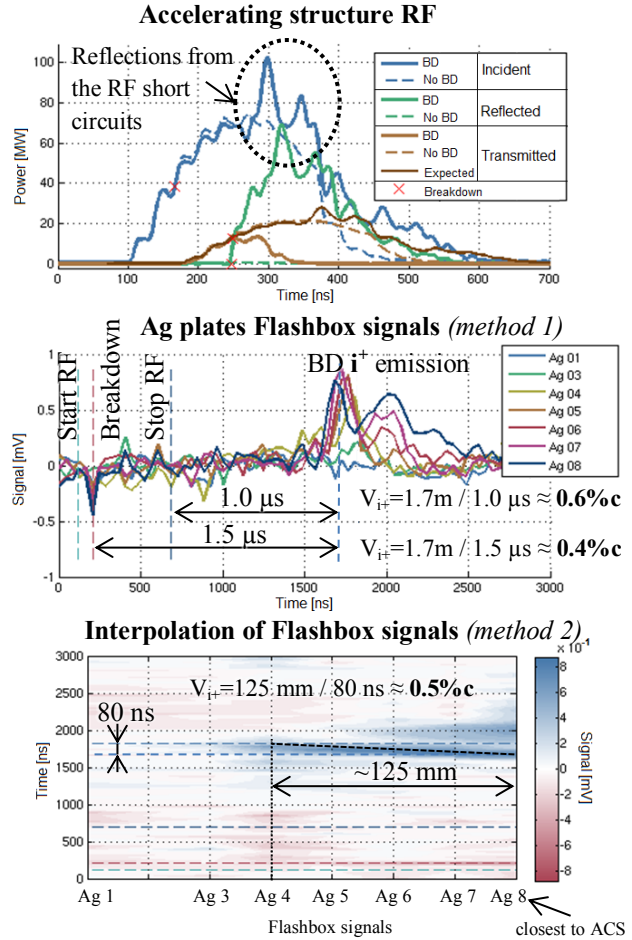 Accelerating structure RF
Reflections from
the RF short
circuits
BD
No BD
Incident
BD
No BD
Reflected
BD
No BD
Transmitted
Expected
Breakdown
Power [MW]
100
80
60
40
20
0
0 100 200 300 400 500 600 700
Time [ns]
Ag plates Flashbox signals (method 1)
Start RF
Breakdown
Stop RF
BD i+ emission
Ag 01
Ag 03
Ag 04
Ag 05
Ag 06
Ag 07
Ag 08
Signal [mV]
1
0.5
0
-0.5
-1
1.0 µs
V i+=1.7m / 1.0 µs ≈ 0.6%c
1.5 µs
V i+=1.7m / 1.5 µs ≈ 0.4%c
0 500 1000 1500 2000 2500 3000
Time [ns]
Interpolation of Flashbox signals (method 2)
V i+=125 mm / 80 ns ≈ 0.5%c
80 ns
~125 mm
Time [ns]
3000
2500
2000
1500
1000
500
0
Ag 1 Ag 3 Ag 4 Ag 5 Ag 6 Ag 7 Ag 8
Flashbox signals
closest to ACS
x 10⁻¹
8
6
4
2
0
-2
-4
-6
-8
Signal [mV]